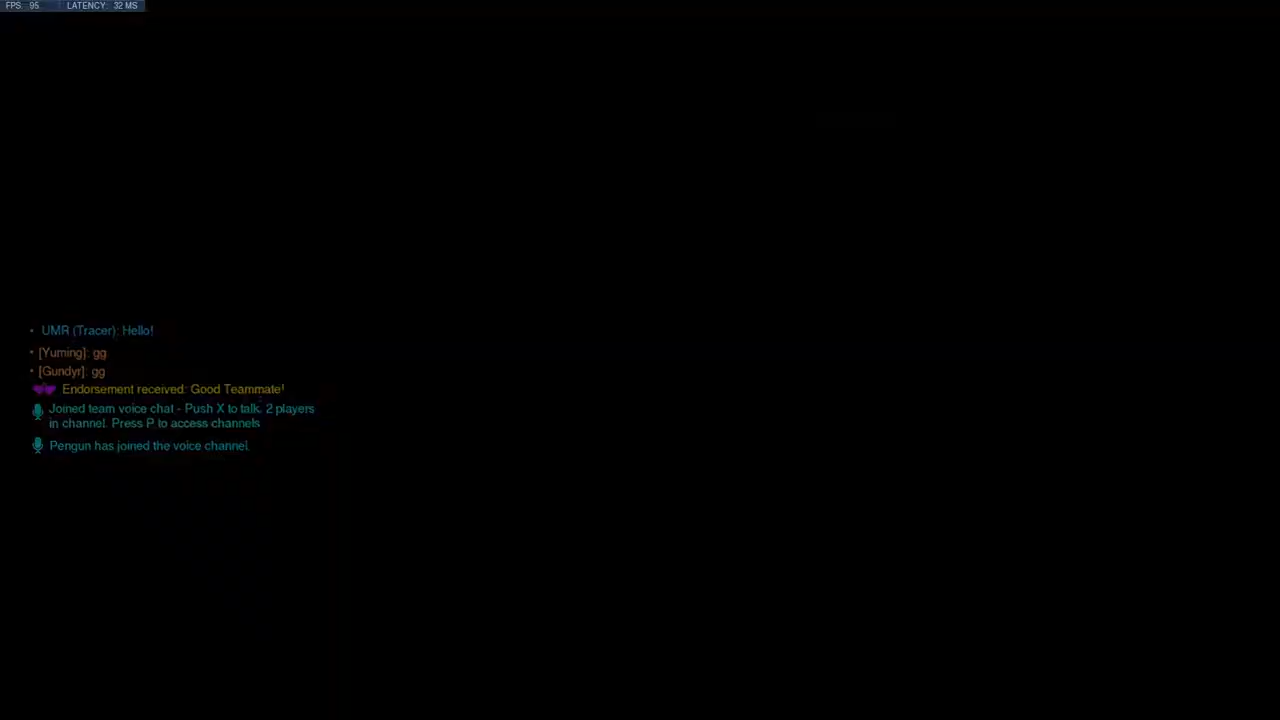 FPS: 95 LATENCY: 32 MS
• UMR (Tracer): Hello!
• [Yuming]: gg
• [Gundyr]: gg
Endorsement received: Good Teammate!
Joined team voice chat - Push X to talk. 2 players
in channel. Press P to access channels
Pengun has joined the voice channel.